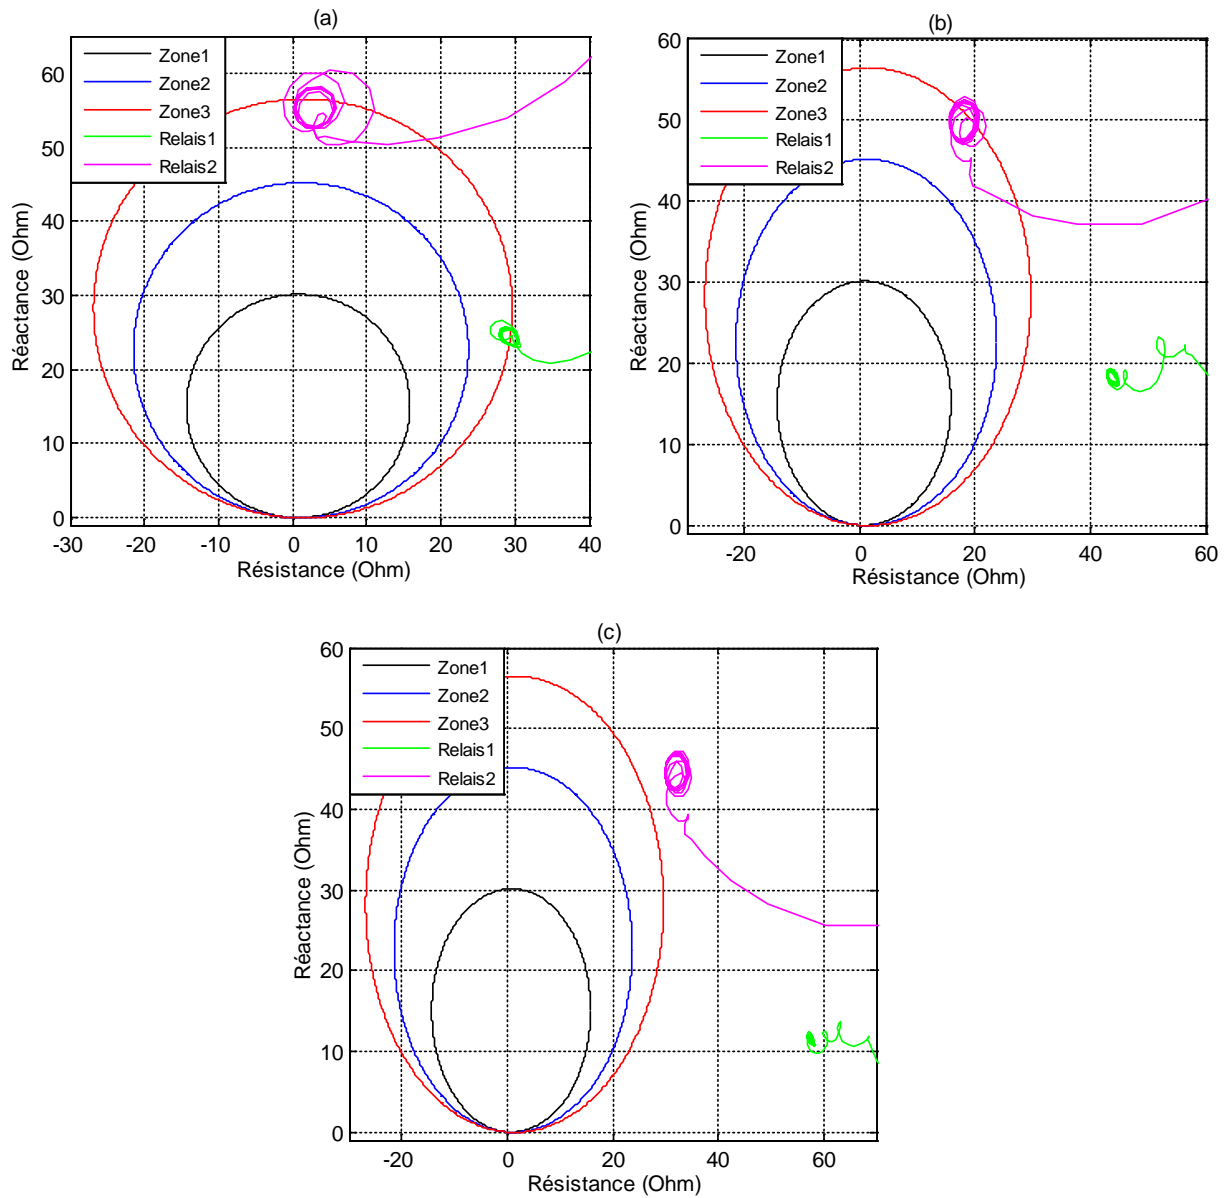 (a)
Zone1
Zone2
Zone3
Relais1
Relais2
60
50
40
30
20
10
0
-30 -20 -10 0 10 20 30 40
Réactance (Ohm)
Résistance (Ohm)
(b)
Zone1
Zone2
Zone3
Relais1
Relais2
60
50
40
30
20
10
0
-20 0 20 40 60
Réactance (Ohm)
Résistance (Ohm)
(c)
Zone1
Zone2
Zone3
Relais1
Relais2
60
50
40
30
20
10
0
-20 0 20 40 60
Réactance (Ohm)
Résistance (Ohm)